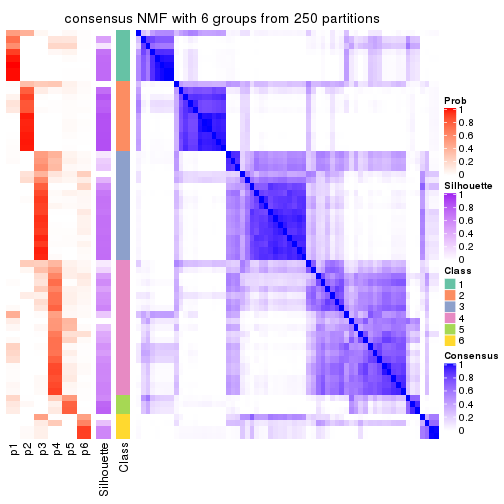 consensus NMF with 6 groups from 250 partitions
Prob
1
0.8
0.6
0.4
0.2
0
Silhouette
1
0.8
0.6
0.4
0.2
0
Class
1
2
3
4
5
6
Consensus
1
0.8
0.6
0.4
0.2
0
p1
p2
p3
p4
p5
p6
Silhouette
Class